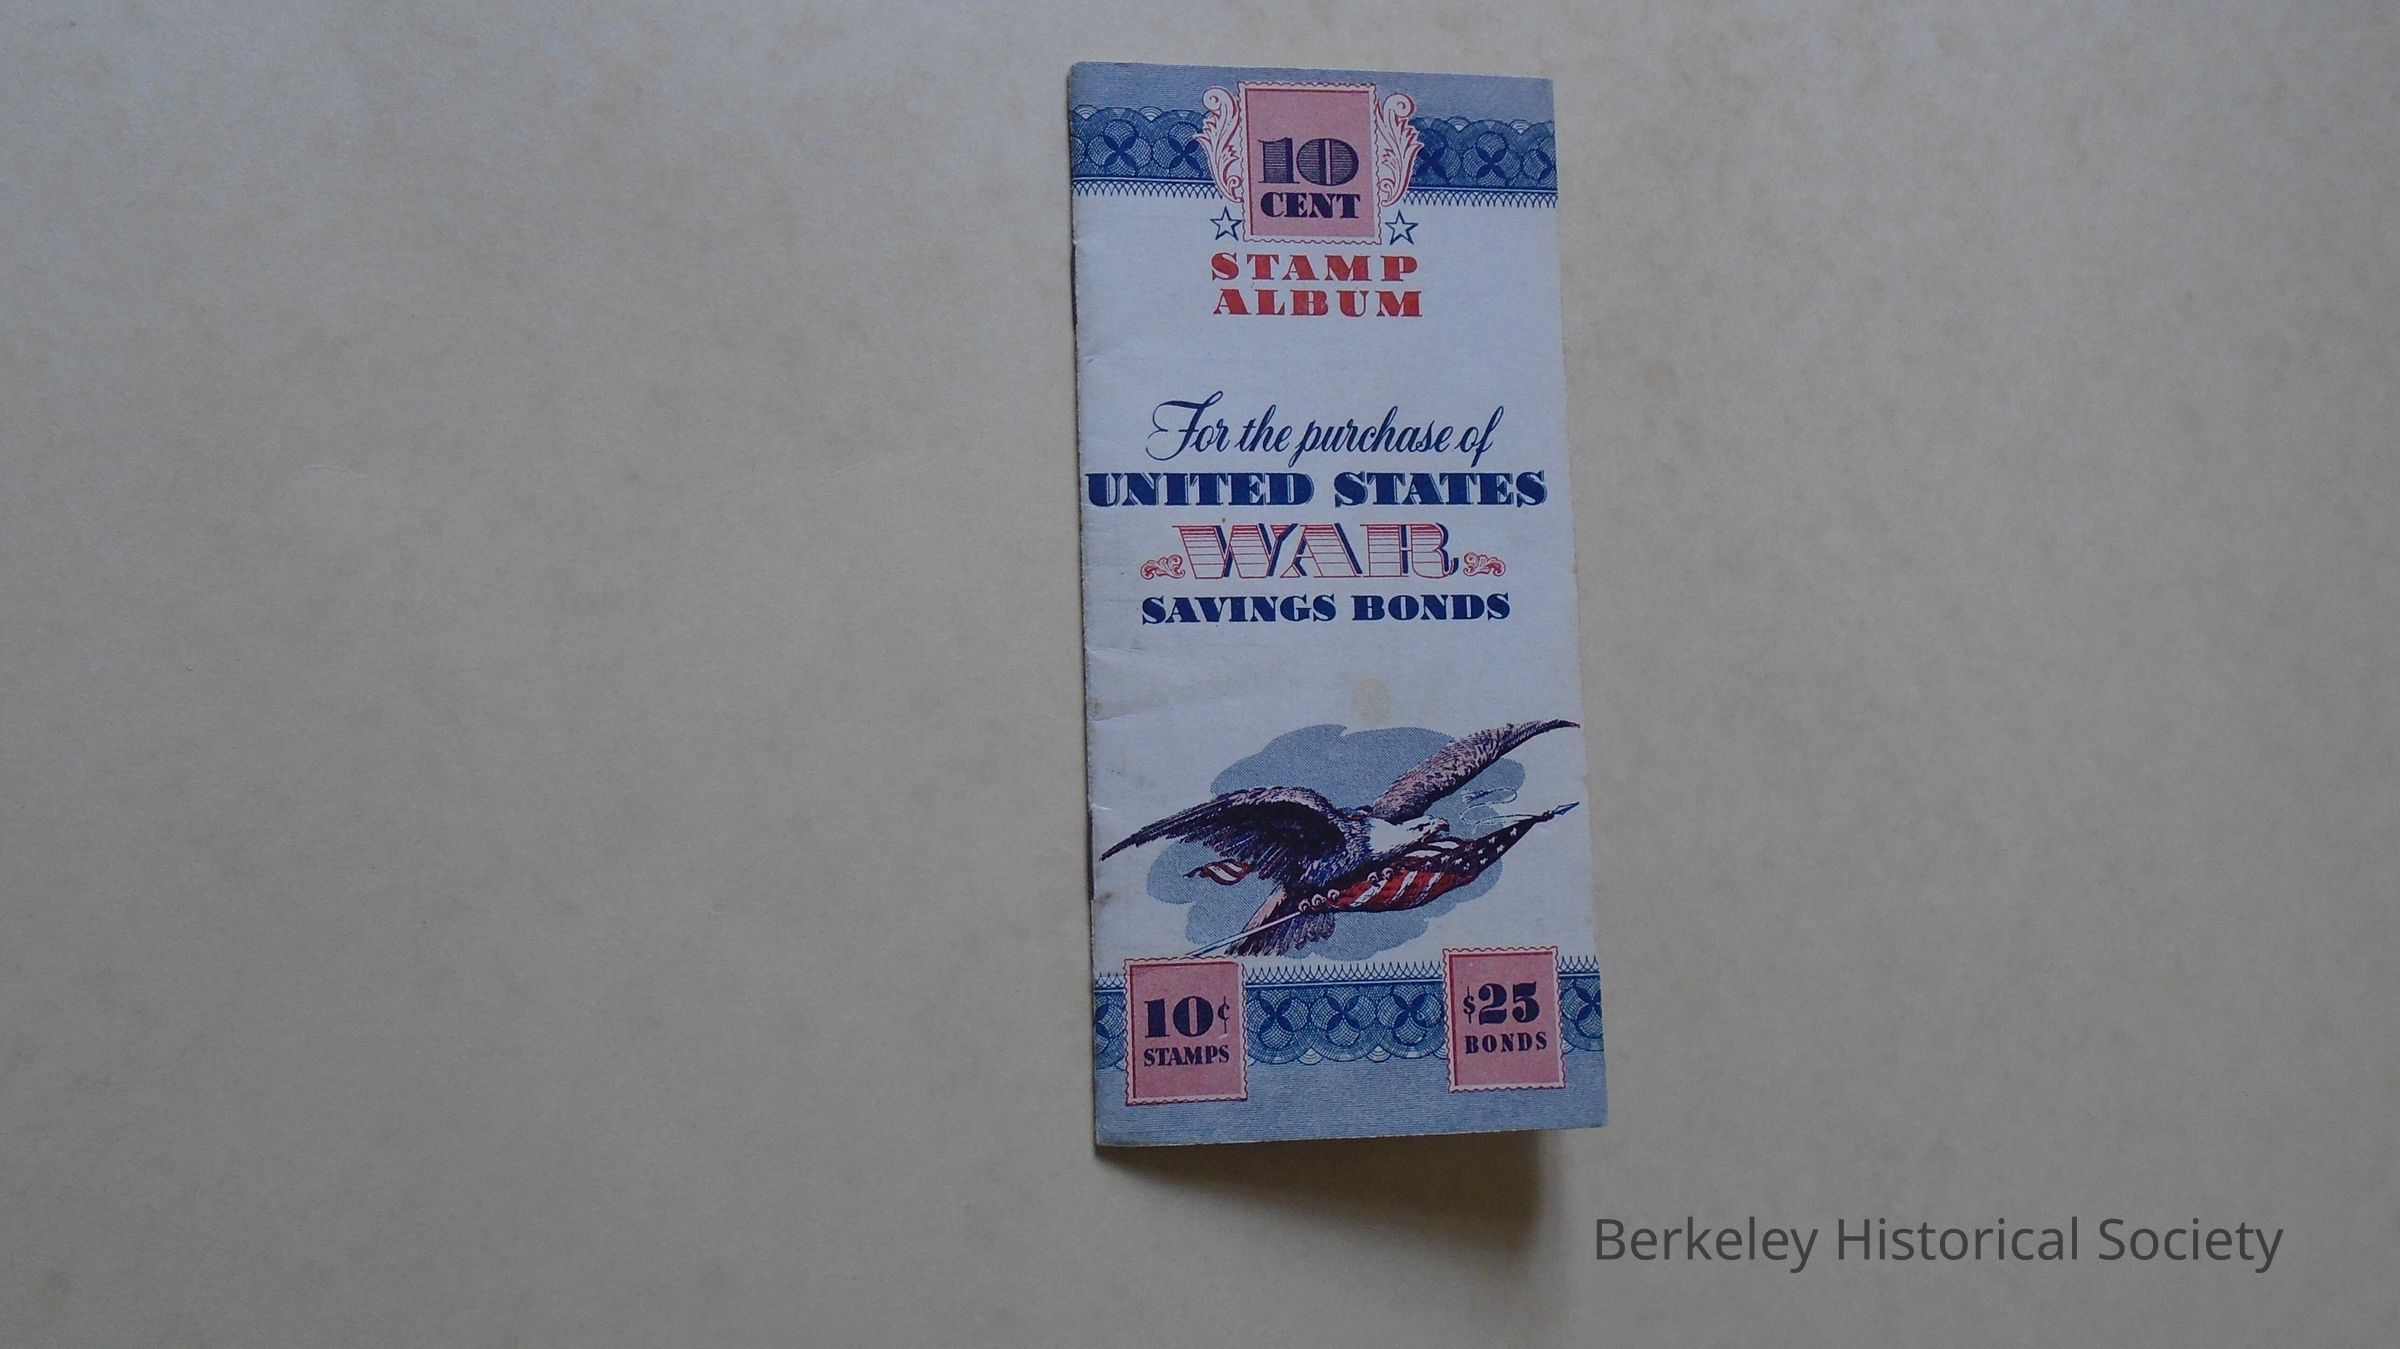 10
CENT
STAMP
ALBUM
For the purchase of
UNITED STATES
WAR
SAVINGS BONDS
10¢
STAMPS
$25
BONDS
Berkeley Historical Society